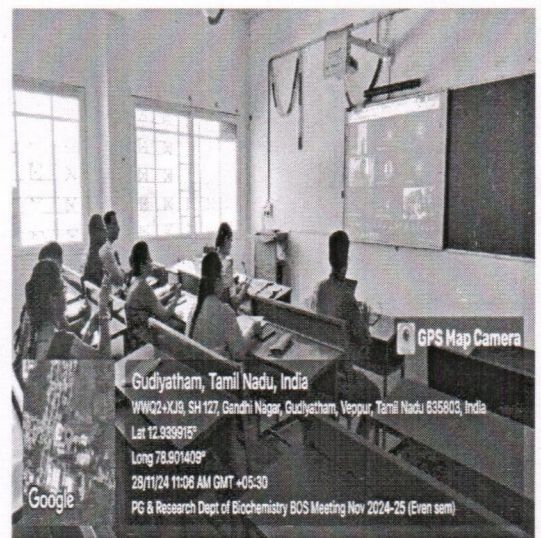 GPS Map Camera
Gudiyatham, Tamil Nadu, India
WWQ2+XJ9, SH 127, Gandhi Nagar, Gudiyatham, Veppur, Tamil Nadu 635803, India
Lat 12.939915°
Long 78.901409°
28/11/24 11:06 AM GMT +05:30
PG & Research Dept of Biochemistry BOS Meeting Nov 2024-25 (Even sem)
Google